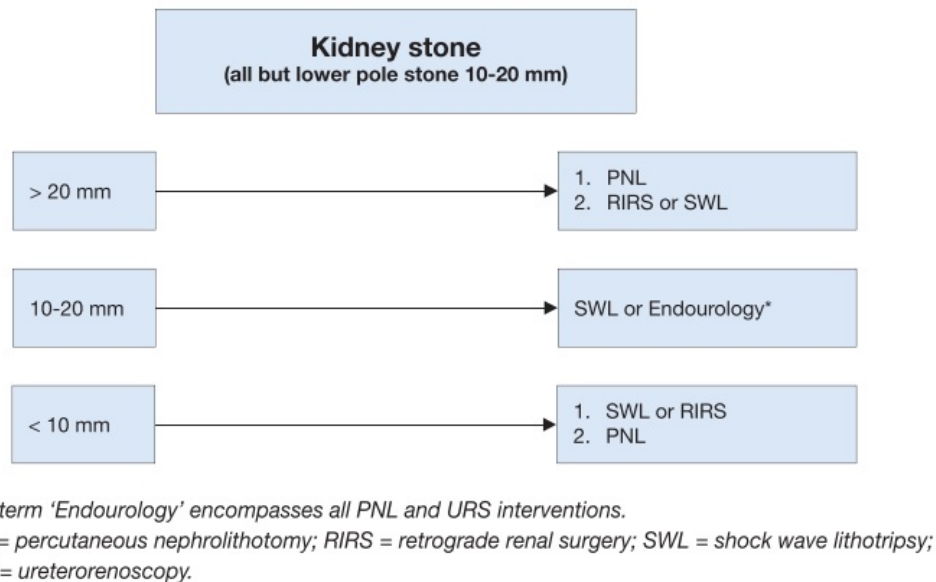 Kidney stone
(all but lower pole stone 10-20 mm)
> 20 mm
1. PNL
2. RIRS or SWL
10-20 mm
SWL or Endourology*
< 10 mm
1. SWL or RIRS
2. PNL
term ‘Endourology’ encompasses all PNL and URS interventions.
= percutaneous nephrolithotomy; RIRS = retrograde renal surgery; SWL = shock wave lithotripsy;
= ureterorenoscopy.